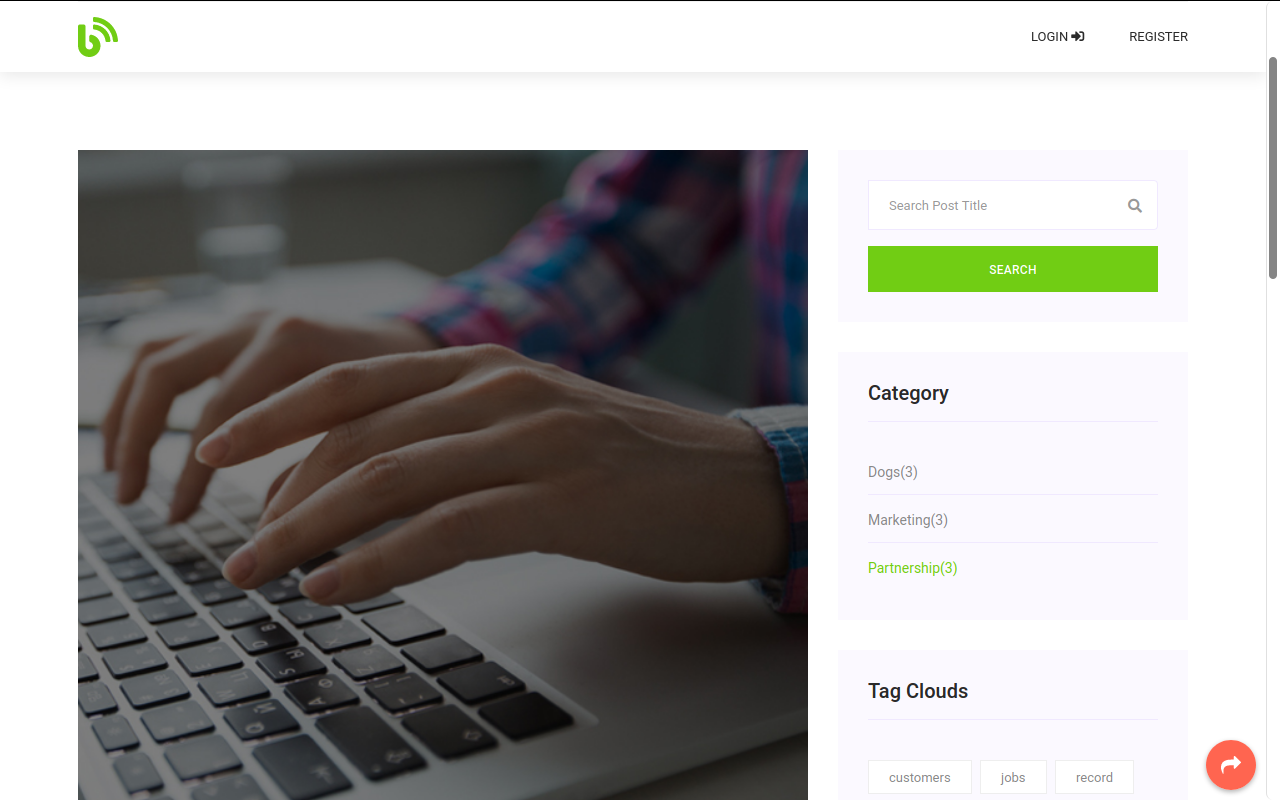 LOGIN
REGISTER
Search Post Title
SEARCH
Category
Dogs(3)
Marketing(3)
Partnership(3)
Tag Clouds
customers
jobs
record